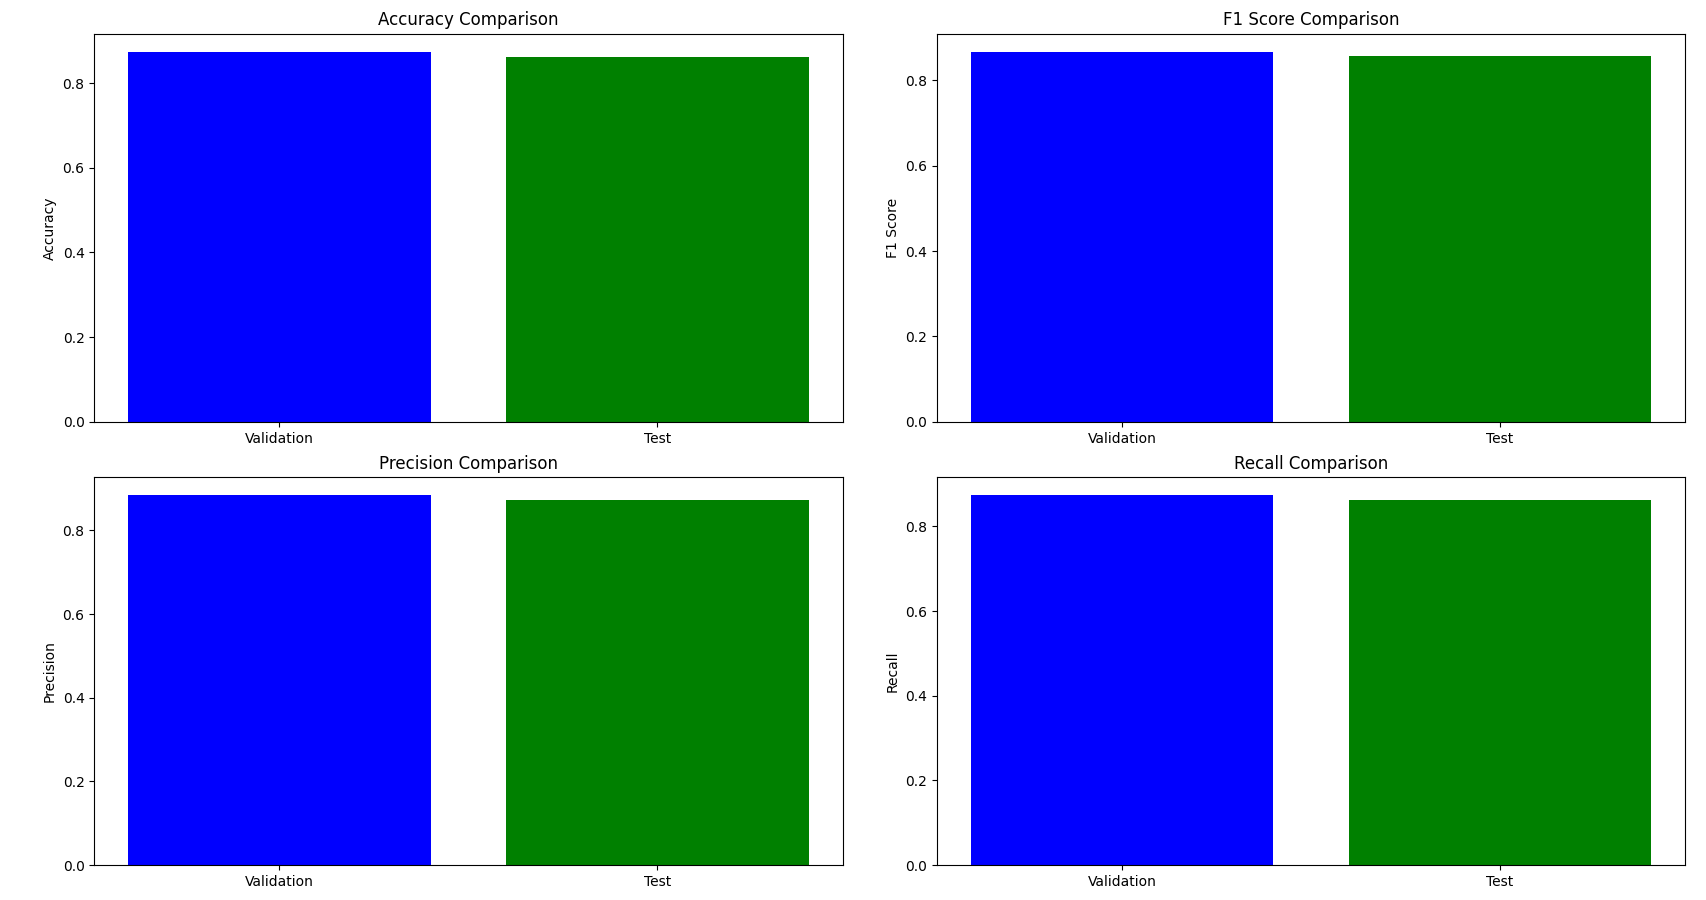 Accuracy Comparison
Accuracy
0.8
0.6
0.4
0.2
0.0
Validation Test
F1 Score Comparison
F1 Score
0.8
0.6
0.4
0.2
0.0
Validation Test
Precision Comparison
Precision
0.8
0.6
0.4
0.2
0.0
Validation Test
Recall Comparison
Recall
0.8
0.6
0.4
0.2
0.0
Validation Test